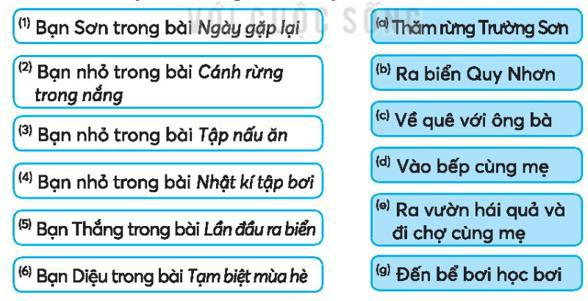 VỚI CUỘC SỐNG
(1) Bạn Sơn trong bài Ngày gặp lại
(a) Thăm rừng Trường Sơn
(2) Bạn nhỏ trong bài Cánh rừng
trong nắng
(b) Ra biển Quy Nhơn
(3) Bạn nhỏ trong bài Tập nấu ăn
(c) Về quê với ông bà
(4) Bạn nhỏ trong bài Nhật kí tập bơi
(d) Vào bếp cùng mẹ
(5) Bạn Thắng trong bài Lần đầu ra biển
(e) Ra vườn hái quả và
đi chợ cùng mẹ
(6) Bạn Diệu trong bài Tạm biệt mùa hè
(g) Đến bể bơi học bơi